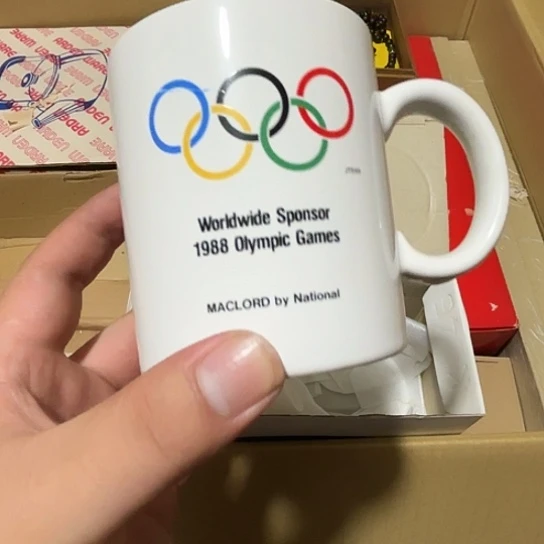 Worldwide Sponsor
1988 Olympic Games
MACLORD by National